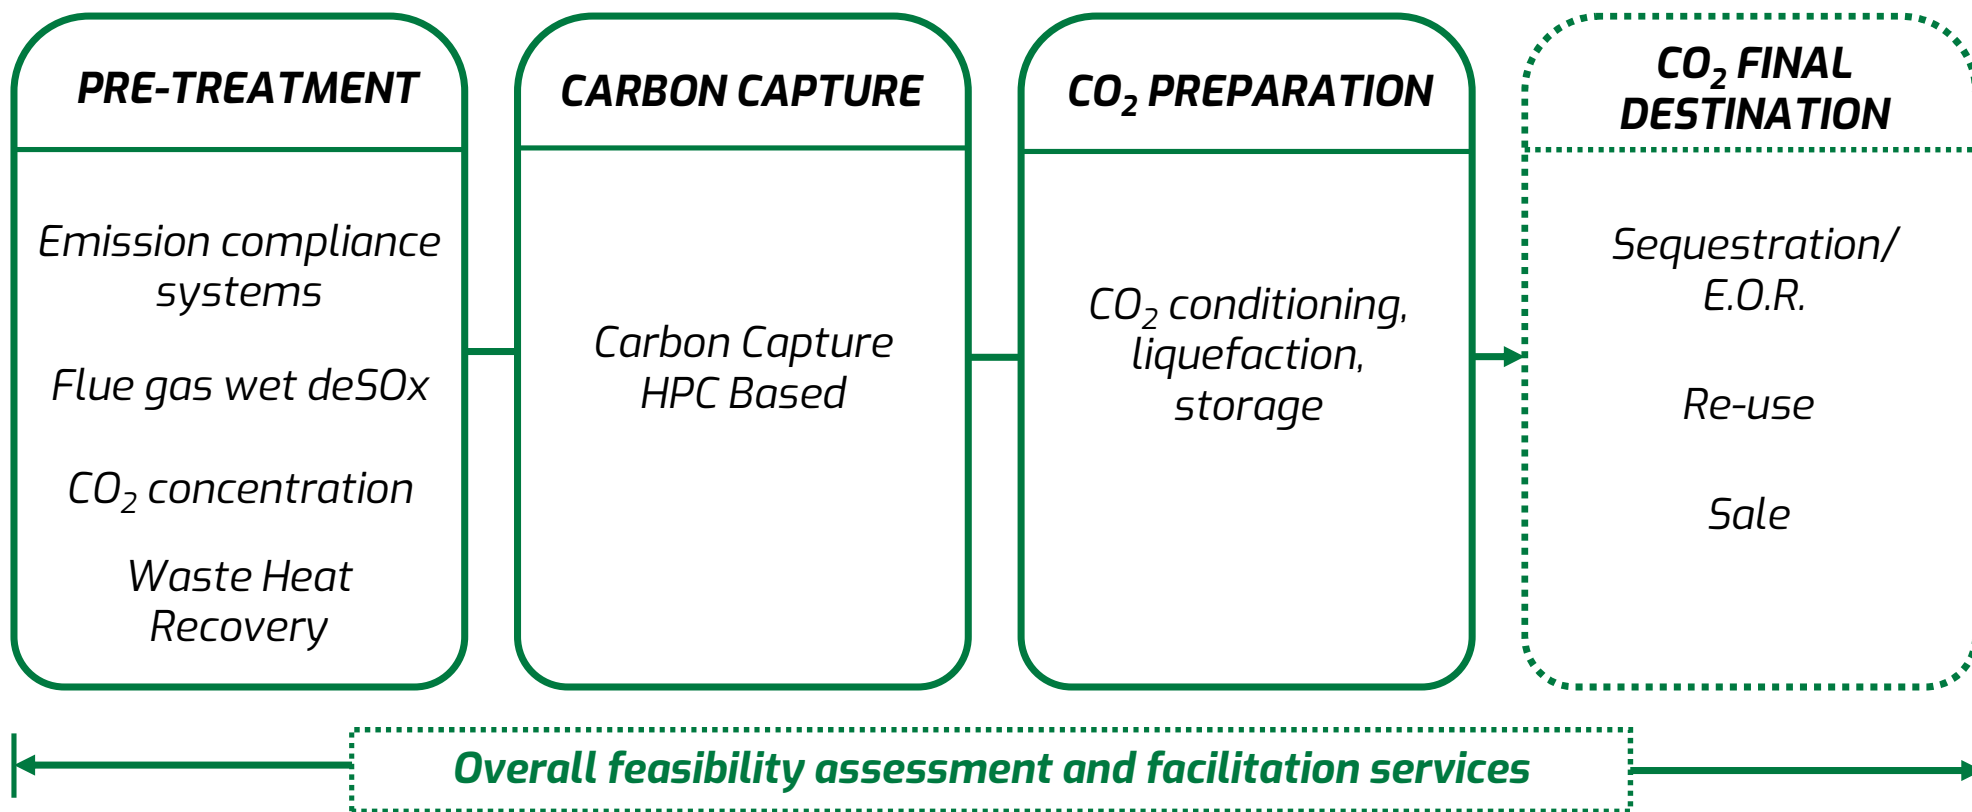 PRE-TREATMENT
Emission compliance
systems
Flue gas wet deSOx
CO₂ concentration
Waste Heat
Recovery
CARBON CAPTURE
Carbon Capture
HPC Based
CO₂ PREPARATION
CO₂ conditioning,
liquefaction,
storage
CO₂ FINAL
DESTINATION
Sequestration/
E.O.R.
Re-use
Sale
Overall feasibility assessment and facilitation services